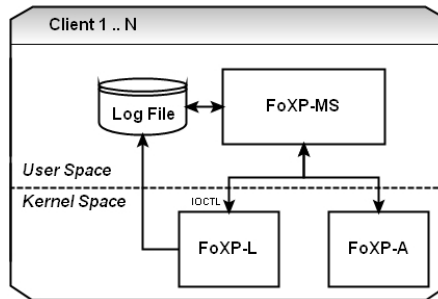 Client 1 .. N
Log File
FoXP-MS
User Space
Kernel Space
IOCTL
FoXP-L
FoXP-A